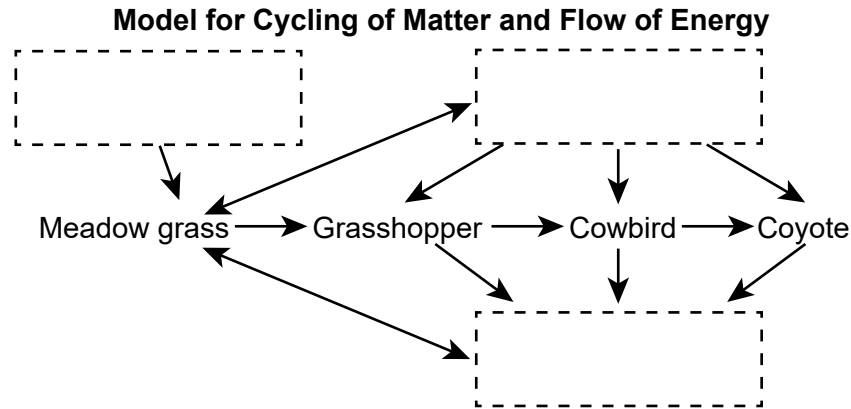 Model for Cycling of Matter and Flow of Energy
Meadow grass
Grasshopper
Cowbird
Coyote